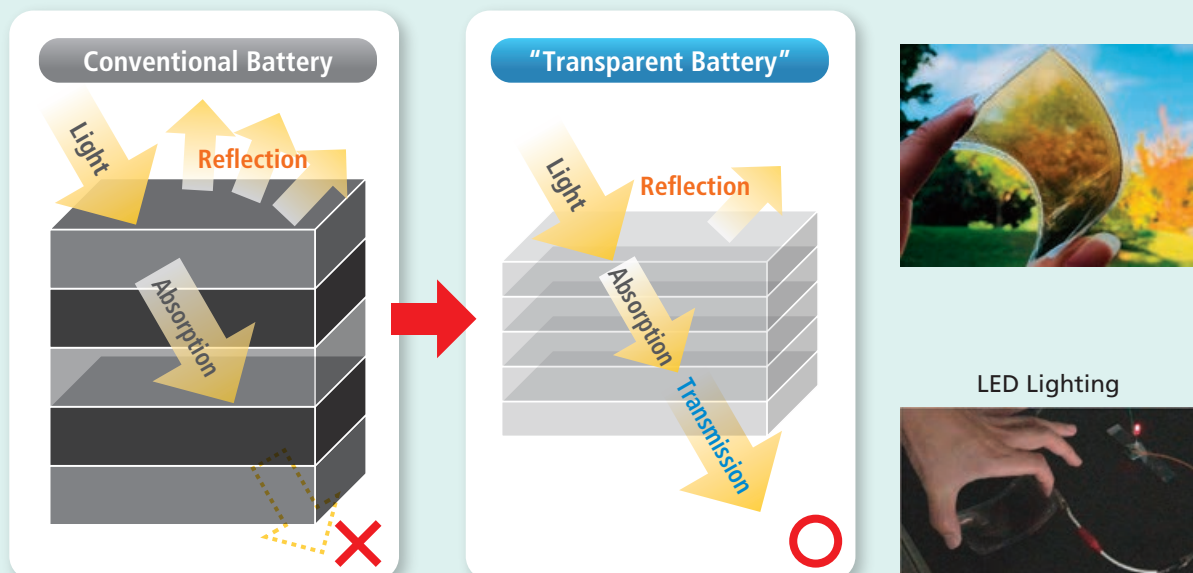 Conventional Battery
Light
Reflection
Absorption
“Transparent Battery”
Light
Reflection
Absorption
Transmission
LED Lighting